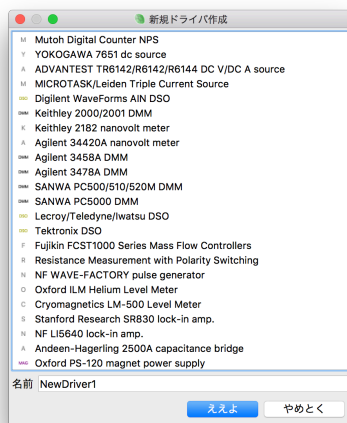 新規ドライバ作成
M Mutoh Digital Counter NPS
Y YOKOGAWA 7651 dc source
A ADVANTEST TR6142/R6142/R6144 DC V/DC A source
M MICROTASK/Leiden Triple Current Source
DSO Digilent WaveForms AIN DSO
DMM Keithley 2000/2001 DMM
K Keithley 2182 nanovolt meter
A Agilent 34420A nanovolt meter
DMM Agilent 3458A DMM
DMM Agilent 3478A DMM
DMM SANWA PC500/510/520M DMM
DMM SANWA PC5000 DMM
DSO Lecroy/Teledyne/Iwatsu DSO
DSO Tektronix DSO
F Fujikin FCST1000 Series Mass Flow Controllers
R Resistance Measurement with Polarity Switching
N NF WAVE-FACTORY pulse generator
O Oxford ILM Helium Level Meter
C Cryomagnetics LM-500 Level Meter
S Stanford Research SR830 lock-in amp.
N NF LI5640 lock-in amp.
A Andeen-Hagerling 2500A capacitance bridge
MAG Oxford PS-120 magnet power supply
名前 NewDriver1
ええよ やめとく